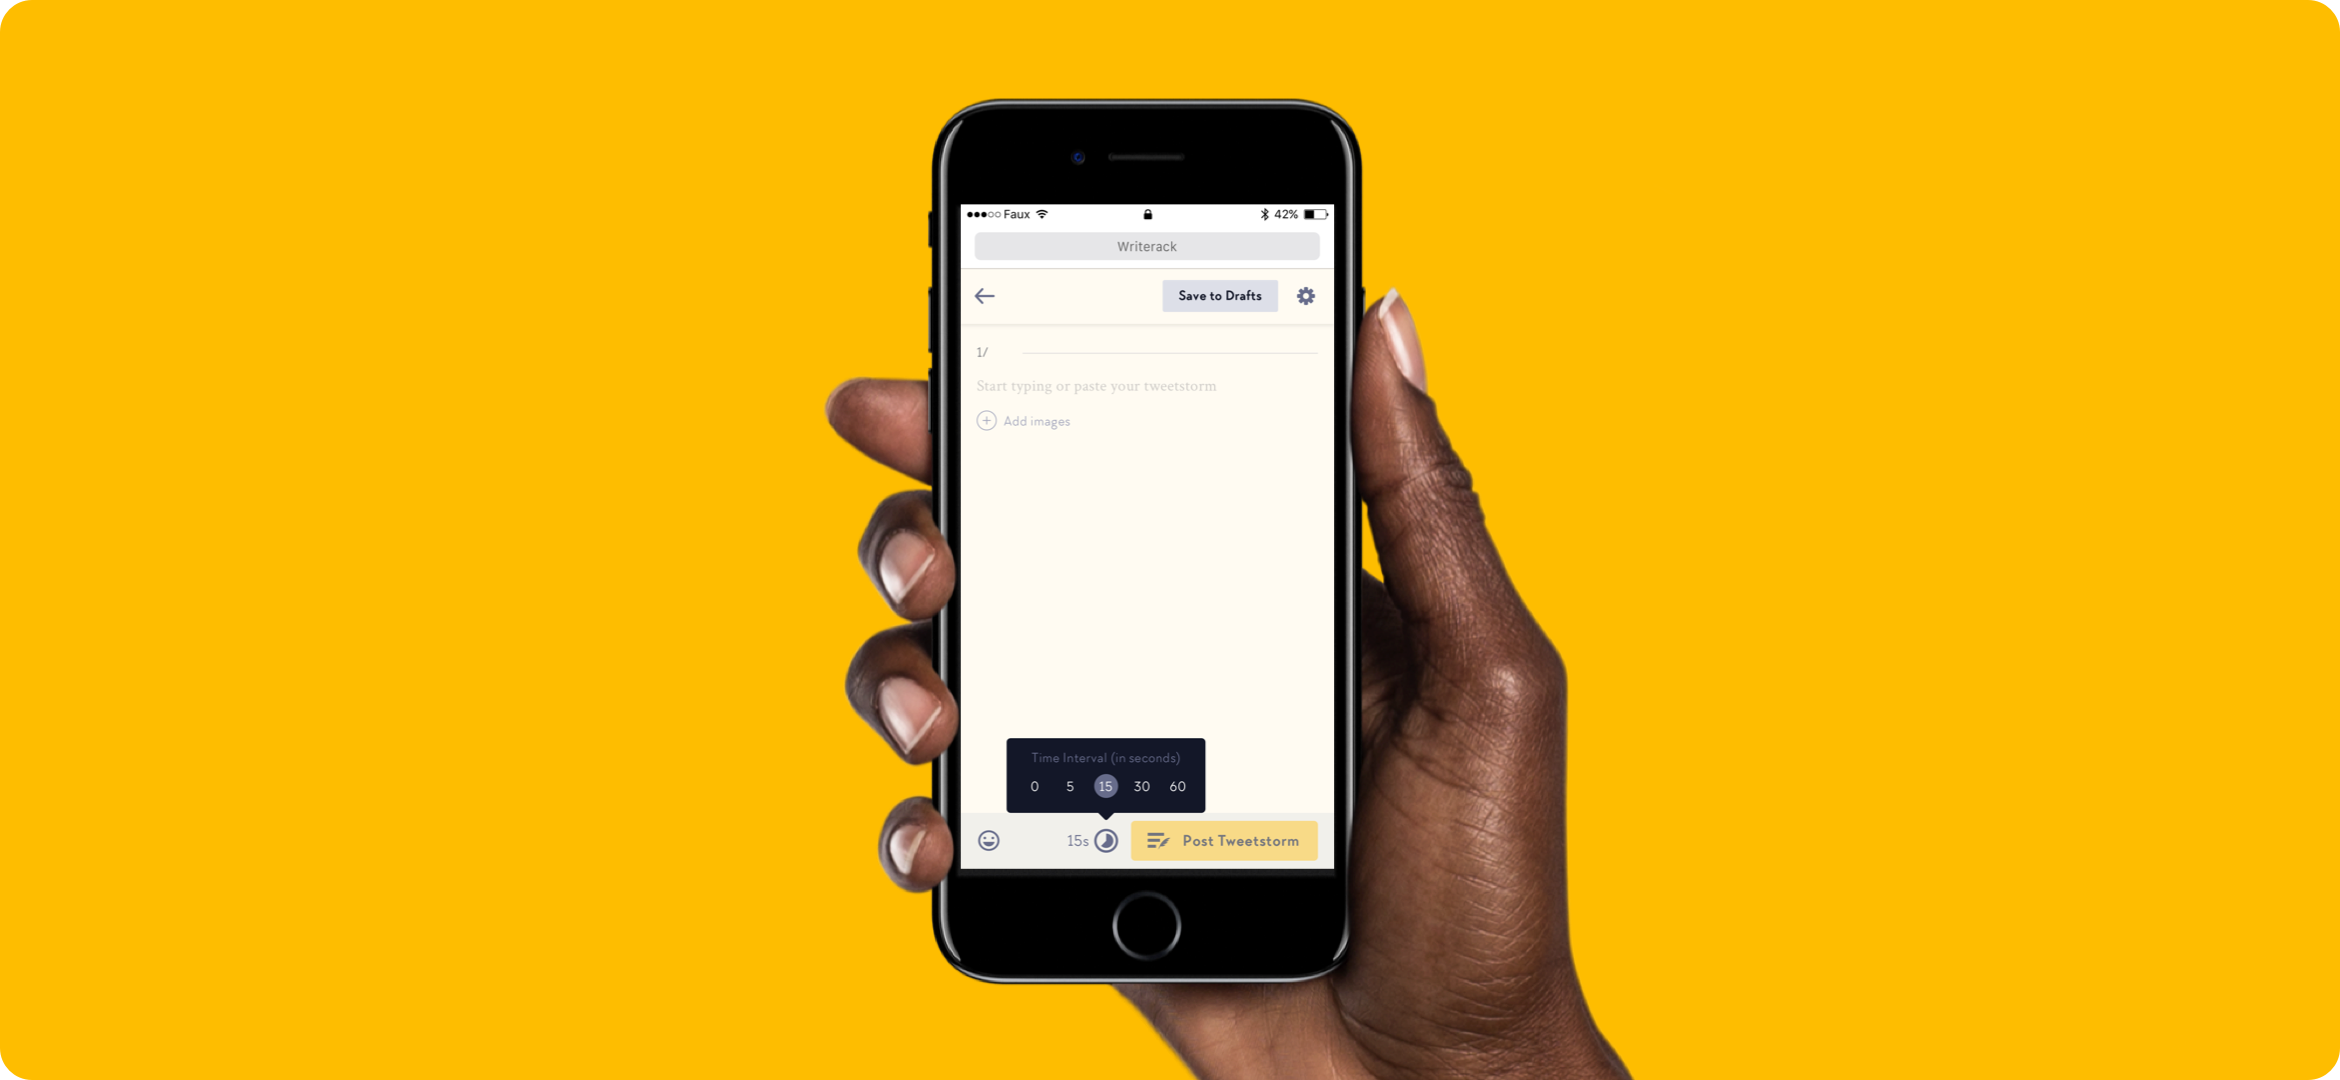 Faux 42%
Writerack
Save to Drafts
1/
Start typing or paste your tweetstorm
Add images
Time Interval (in seconds)
0 5 15 30 60
15s Post Tweetstorm